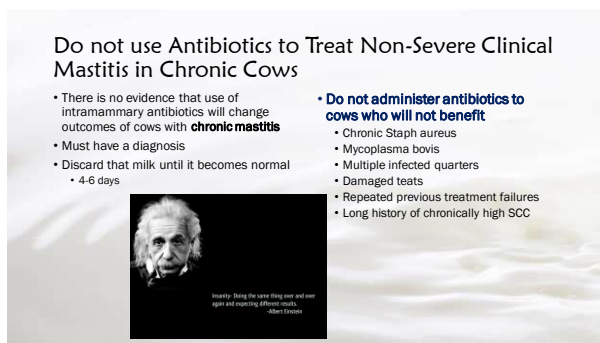 Do not use Antibiotics to Treat Non-Severe Clinical
Mastitis in Chronic Cows
• There is no evidence that use of
intramammary antibiotics will change
outcomes of cows with chronic mastitis
• Must have a diagnosis
• Discard that milk until it becomes normal
• 4-6 days
• Do not administer antibiotics to
cows who will not benefit
• Chronic Staph aureus
• Mycoplasma bovis
• Multiple infected quarters
• Damaged teats
• Repeated previous treatment failures
• Long history of chronically high SCC
Insanity- Doing the same thing over and over
again and expecting different results.
-Albert Einstein